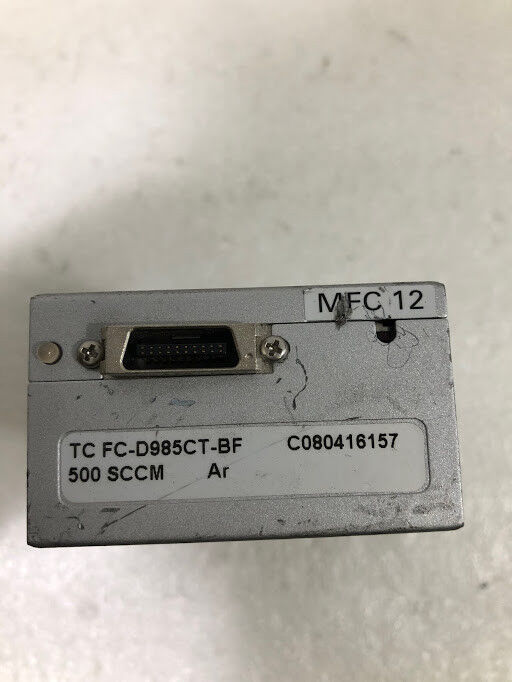 MFC 12
TC FC-D985CT-BF C080416157
500 SCCM Ar